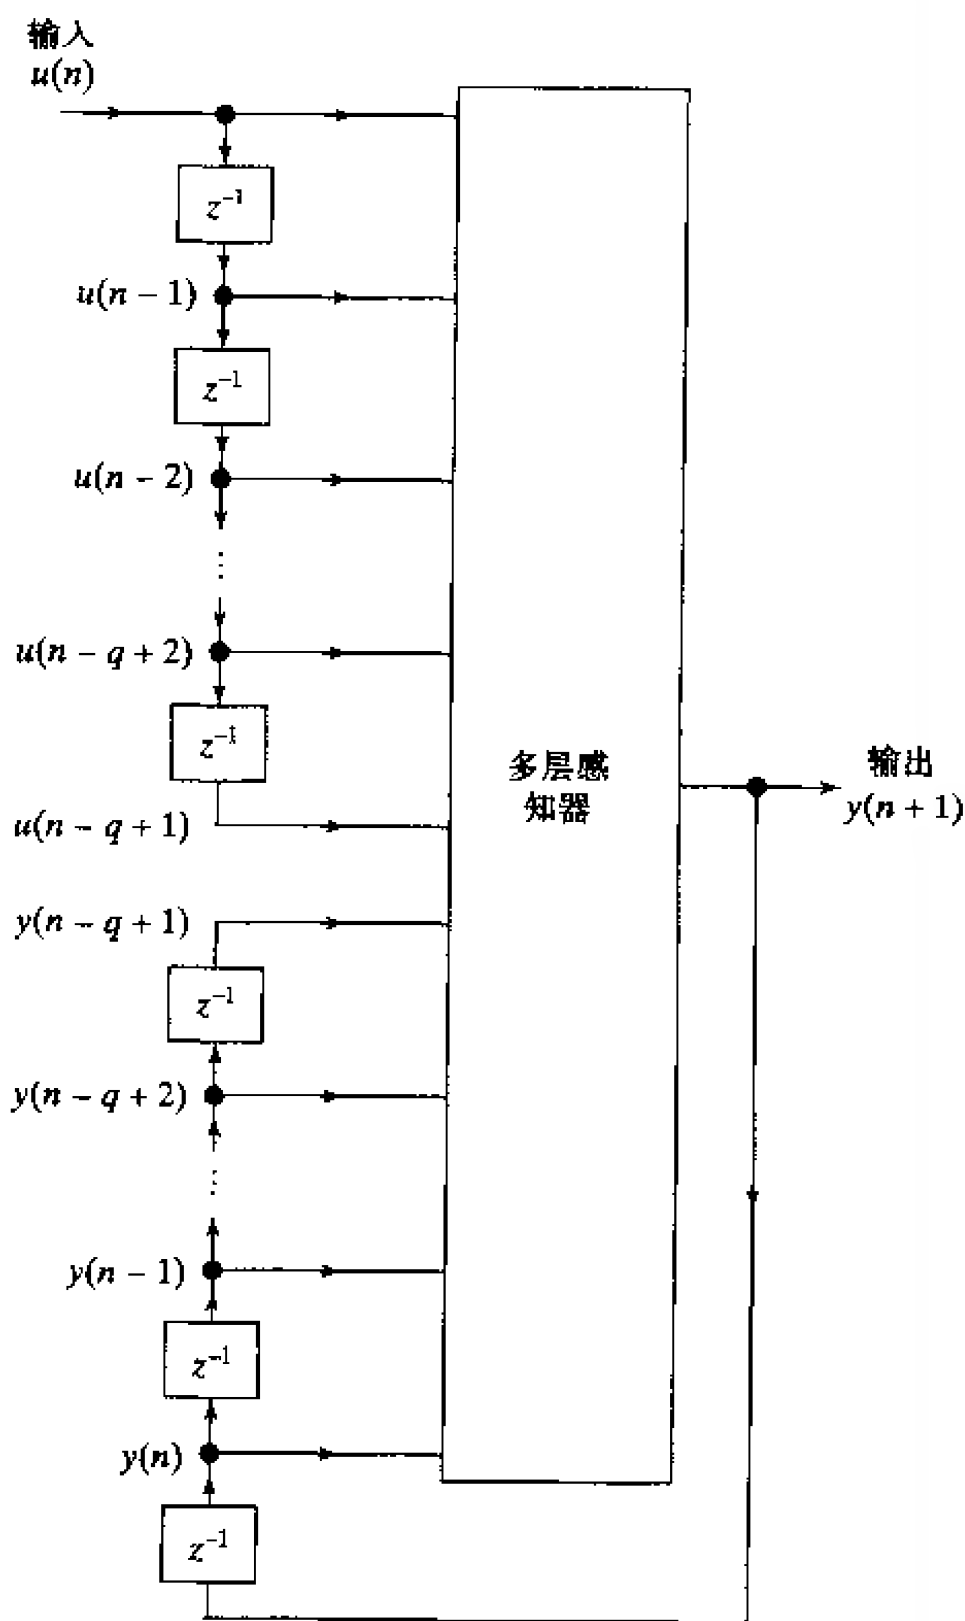 输入
u(n)
z⁻¹
u(n − 1)
z⁻¹
u(n − 2)
⋮
u(n − q + 2)
z⁻¹
u(n − q + 1)
多层感
知器
输出
y(n + 1)
y(n − q + 1)
z⁻¹
y(n − q + 2)
⋮
y(n − 1)
z⁻¹
y(n)
z⁻¹